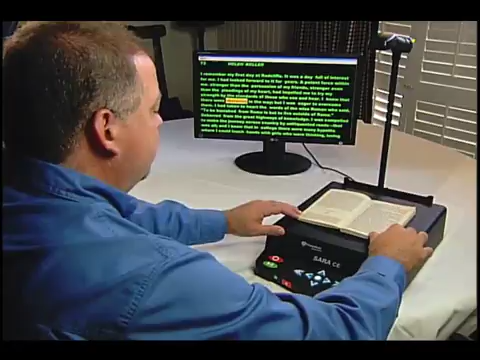 72 HELEN KELLER
I remember my first day at Radcliffe. It was a day full of interest
for me. I had looked forward to it for years. A potent force within
me, stronger than the persuasion of my friends, stronger even
than the pleadings of my heart, had impelled me to try my
strength by the standards of those who see and hear. I knew that
there were obstacles in the way; but I was eager to overcome
them. I had taken to heart the words of the wise Roman who said,
"To be banished from Rome is but to live outside of Rome."
Debarred from the great highways of knowledge, I was compelled
to make the journey across country by unfrequented roads—that
was all; and I knew that in college there were many bypaths
where I could touch hands with girls who were thinking, loving
SARA CE